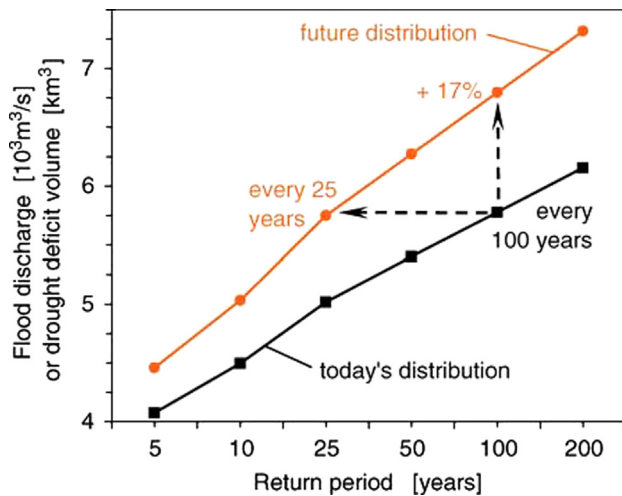 Flood discharge [10³m³/s]
or drought deficit volume [km³]
7
6
5
4
future distribution
+ 17%
every 25
years
every
100 years
today's distribution
5 10 25 50 100 200
Return period [years]